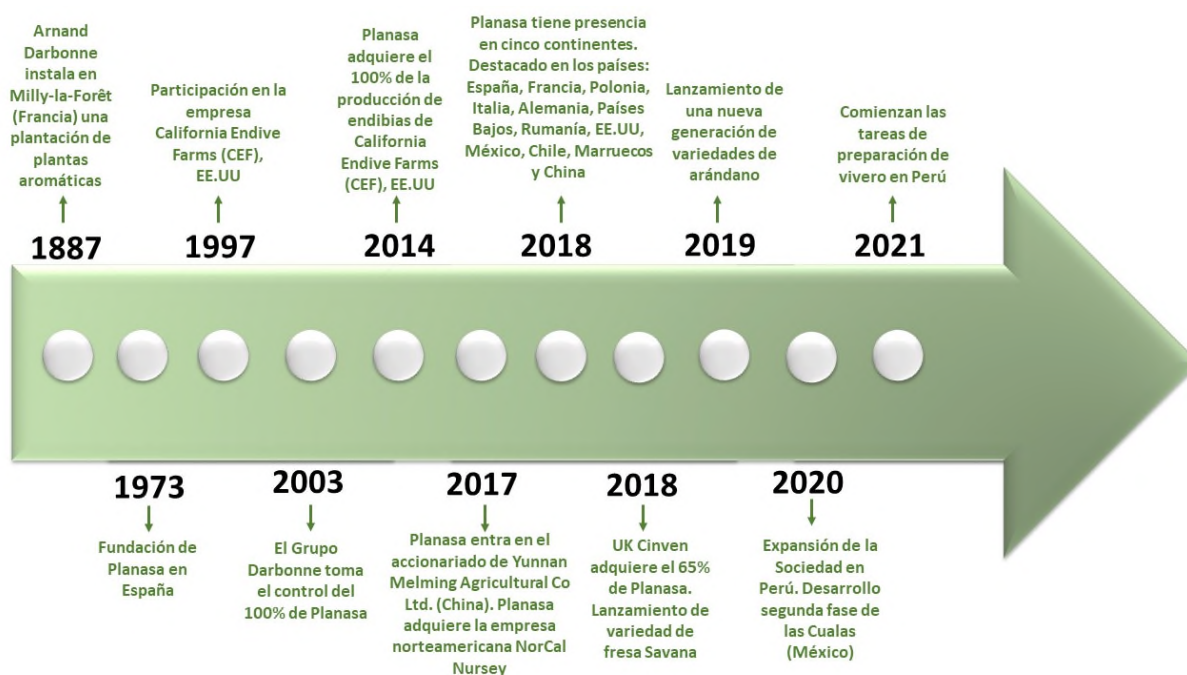 Arnand
Darbonne
instala en
Milly-la-Forêt
(Francia) una
plantación de
plantas
aromáticas
1887
Participación en la
empresa
California Endive
Farms (CEF),
EE.UU
1997
Planasa
adquiere el
100% de la
producción de
endibias de
California
Endive Farms
(CEF), EE.UU
2014
Planasa tiene presencia
en cinco continentes.
Destacado en los países:
España, Francia, Polonia,
Italia, Alemania, Países
Bajos, Rumanía, EE.UU,
México, Chile, Marruecos
y China
2018
Lanzamiento de
una nueva
generación de
variedades de
arándano
2019
Comienzan las
tareas de
preparación de
vivero en Perú
2021
1973
Fundación de
Planasa en
España
2003
El Grupo
Darbonne toma
el control del
100% de Planasa
2017
Planasa entra en el
accionariado de Yunnan
Melming Agricultural Co
Ltd. (China). Planasa
adquiere la empresa
norteamericana NorCal
Nursey
2018
UK Cinven
adquiere el 65%
de Planasa.
Lanzamiento de
variedad de
fresa Savana
2020
Expansión de la
Sociedad en
Perú. Desarrollo
segunda fase de
las Cualas
(México)